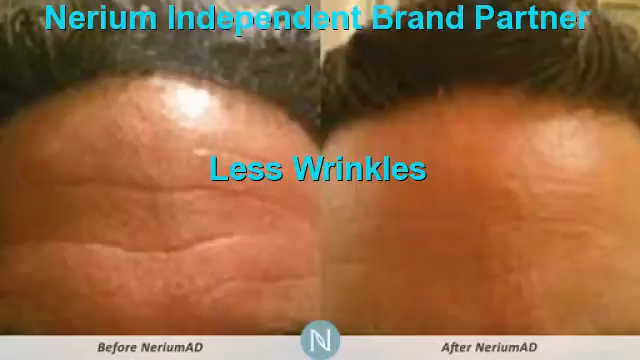 Nerium Independent Brand Partner
Less Wrinkles
Before NeriumAD
N
After NeriumAD